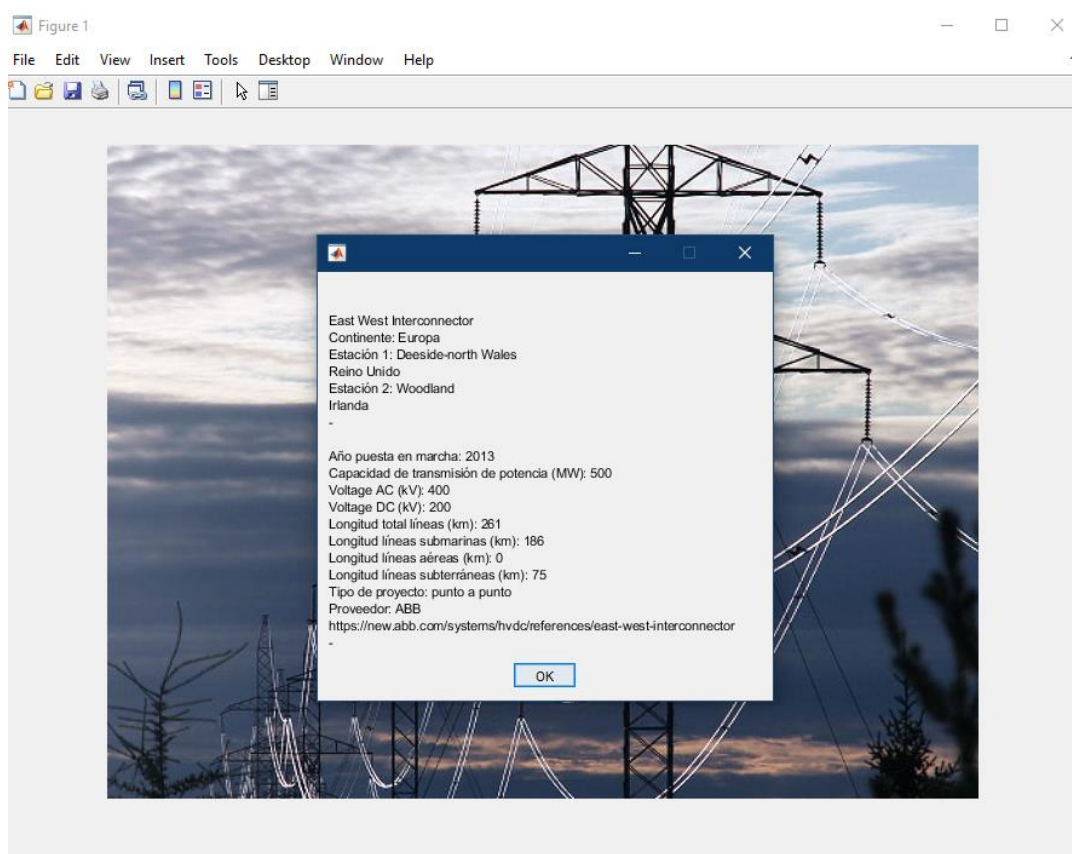 Figure 1
File Edit View Insert Tools Desktop Window Help
East West Interconnector
Continente: Europa
Estación 1: Deeside-north Wales
Reino Unido
Estación 2: Woodland
Irlanda
-
Año puesta en marcha: 2013
Capacidad de transmisión de potencia (MW): 500
Voltage AC (kV): 400
Voltage DC (kV): 200
Longitud total líneas (km): 261
Longitud líneas submarinas (km): 186
Longitud líneas aéreas (km): 0
Longitud líneas subterráneas (km): 75
Tipo de proyecto: punto a punto
Proveedor: ABB
https://new.abb.com/systems/hvdc/references/east-west-interconnector
-
OK